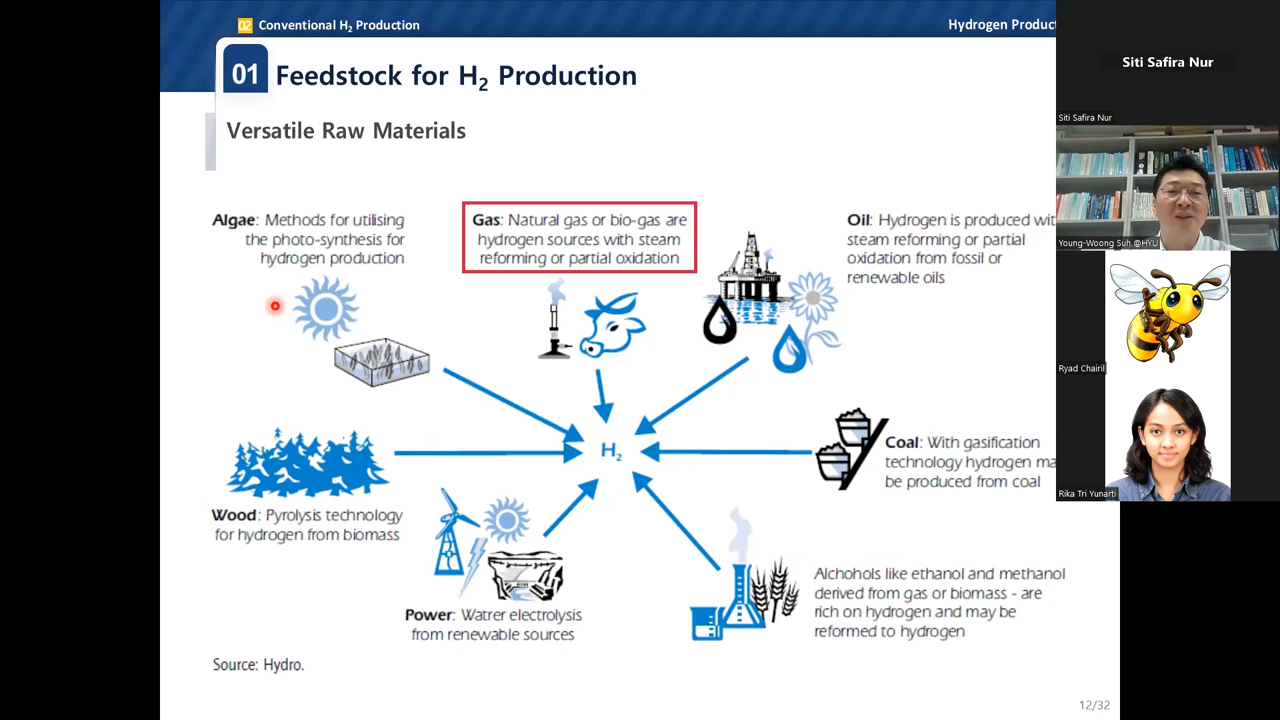 02 Conventional H2 Production
Hydrogen Product
01 Feedstock for H2 Production
Versatile Raw Materials
Algae: Methods for utilising
the photo-synthesis for
hydrogen production
Gas: Natural gas or bio-gas are
hydrogen sources with steam
reforming or partial oxidation
Oil: Hydrogen is produced wit
steam reforming or partial
oxidation from fossil or
renewable oils
H2
Coal: With gasification
technology hydrogen ma
be produced from coal
Wood: Pyrolysis technology
for hydrogen from biomass
Power: Watrer electrolysis
from renewable sources
Alchohols like ethanol and methanol
derived from gas or biomass - are
rich on hydrogen and may be
reformed to hydrogen
Source: Hydro.
12/32
Siti Safira Nur
Siti Safira Nur
Young-Woong Suh @HYU
Ryad Chairil
Rika Tri Yunarti